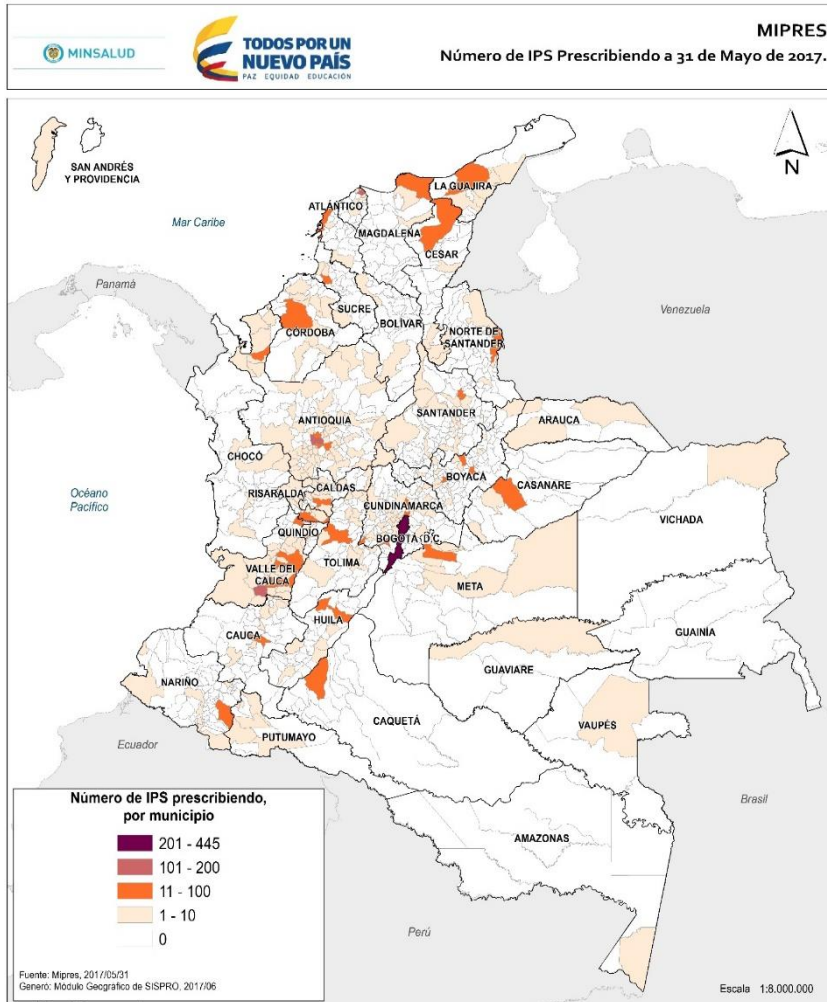 MINSALUD
TODOS POR UN
NUEVO PAÍS
PAZ EQUIDAD EDUCACIÓN
MIPRES
Número de IPS Prescribiendo a 31 de Mayo de 2017.
SAN ANDRÉS
Y PROVIDENCIA
N
LA GUAJIRA
ATLÁNTICO
Mar Caribe
MAGDALENA
CESAR
Panamá
SUCRE
BOLÍVAR
Venezuela
CÓRDOBA
NORTE DE
SANTANDER
ANTIOQUIA
SANTANDER
ARAUCA
CHOCÓ
BOYACÁ
CASANARE
RISARALDA
CALDAS
CUNDINAMARCA
Océano
Pacífico
VICHADA
QUINDÍO
BOGOTÁ D.C.
TOLIMA
VALLE DEL
CAUCA
META
HUILA
CAUCA
GUAINÍA
GUAVIARE
NARIÑO
CAQUETÁ
VAUPÉS
PUTUMAYO
Ecuador
Brasil
AMAZONAS
Perú
Número de IPS prescribiendo,
por municipio
201 - 445
101 - 200
11 - 100
1 - 10
0
Fuente: Mipres, 2017/05/31
Generó: Módulo Geográfico de SISPRO, 2017/06
Escala 1:8.000.000